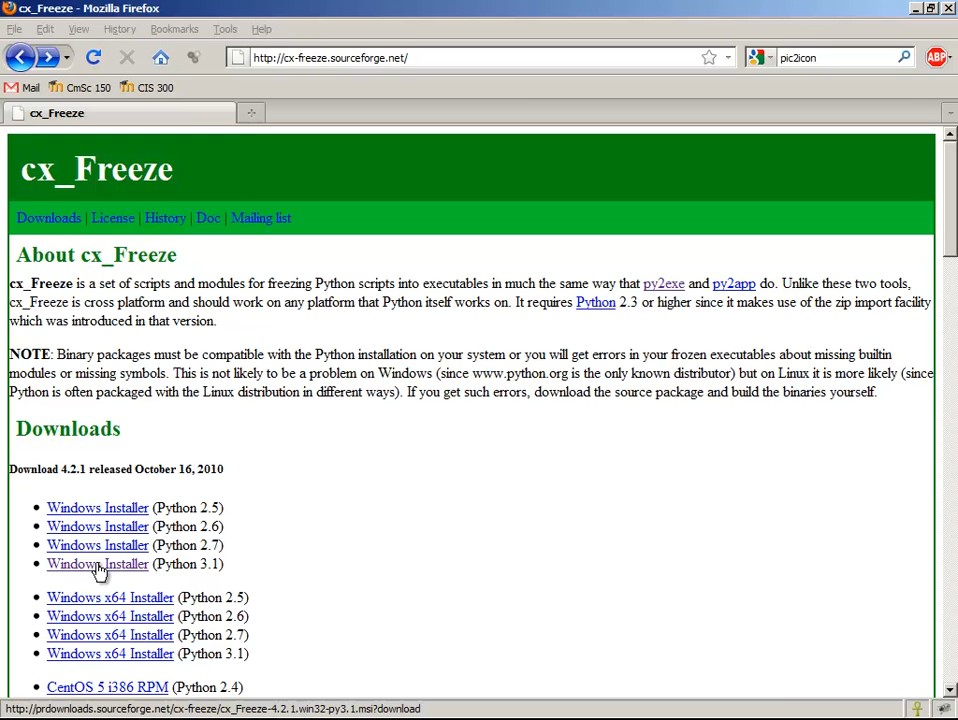 cx_Freeze - Mozilla Firefox
File Edit View History Bookmarks Tools Help
http://cx-freeze.sourceforge.net/
pic2icon
ABP
Mail CmSc 150 CIS 300
cx_Freeze
cx_Freeze
Downloads | License | History | Doc | Mailing list
About cx_Freeze
cx_Freeze is a set of scripts and modules for freezing Python scripts into executables in much the same way that py2exe and py2app do. Unlike these two tools,
cx_Freeze is cross platform and should work on any platform that Python itself works on. It requires Python 2.3 or higher since it makes use of the zip import facility
which was introduced in that version.
NOTE: Binary packages must be compatible with the Python installation on your system or you will get errors in your frozen executables about missing builtin
modules or missing symbols. This is not likely to be a problem on Windows (since www.python.org is the only known distributor) but on Linux it is more likely (since
Python is often packaged with the Linux distribution in different ways). If you get such errors, download the source package and build the binaries yourself.
Downloads
Download 4.2.1 released October 16, 2010
Windows Installer (Python 2.5)
Windows Installer (Python 2.6)
Windows Installer (Python 2.7)
Windows Installer (Python 3.1)
Windows x64 Installer (Python 2.5)
Windows x64 Installer (Python 2.6)
Windows x64 Installer (Python 2.7)
Windows x64 Installer (Python 3.1)
CentOS 5 i386 RPM (Python 2.4)
http://prdownloads.sourceforge.net/cx-freeze/cx_Freeze-4.2.1.win32-py3.1.msi?download